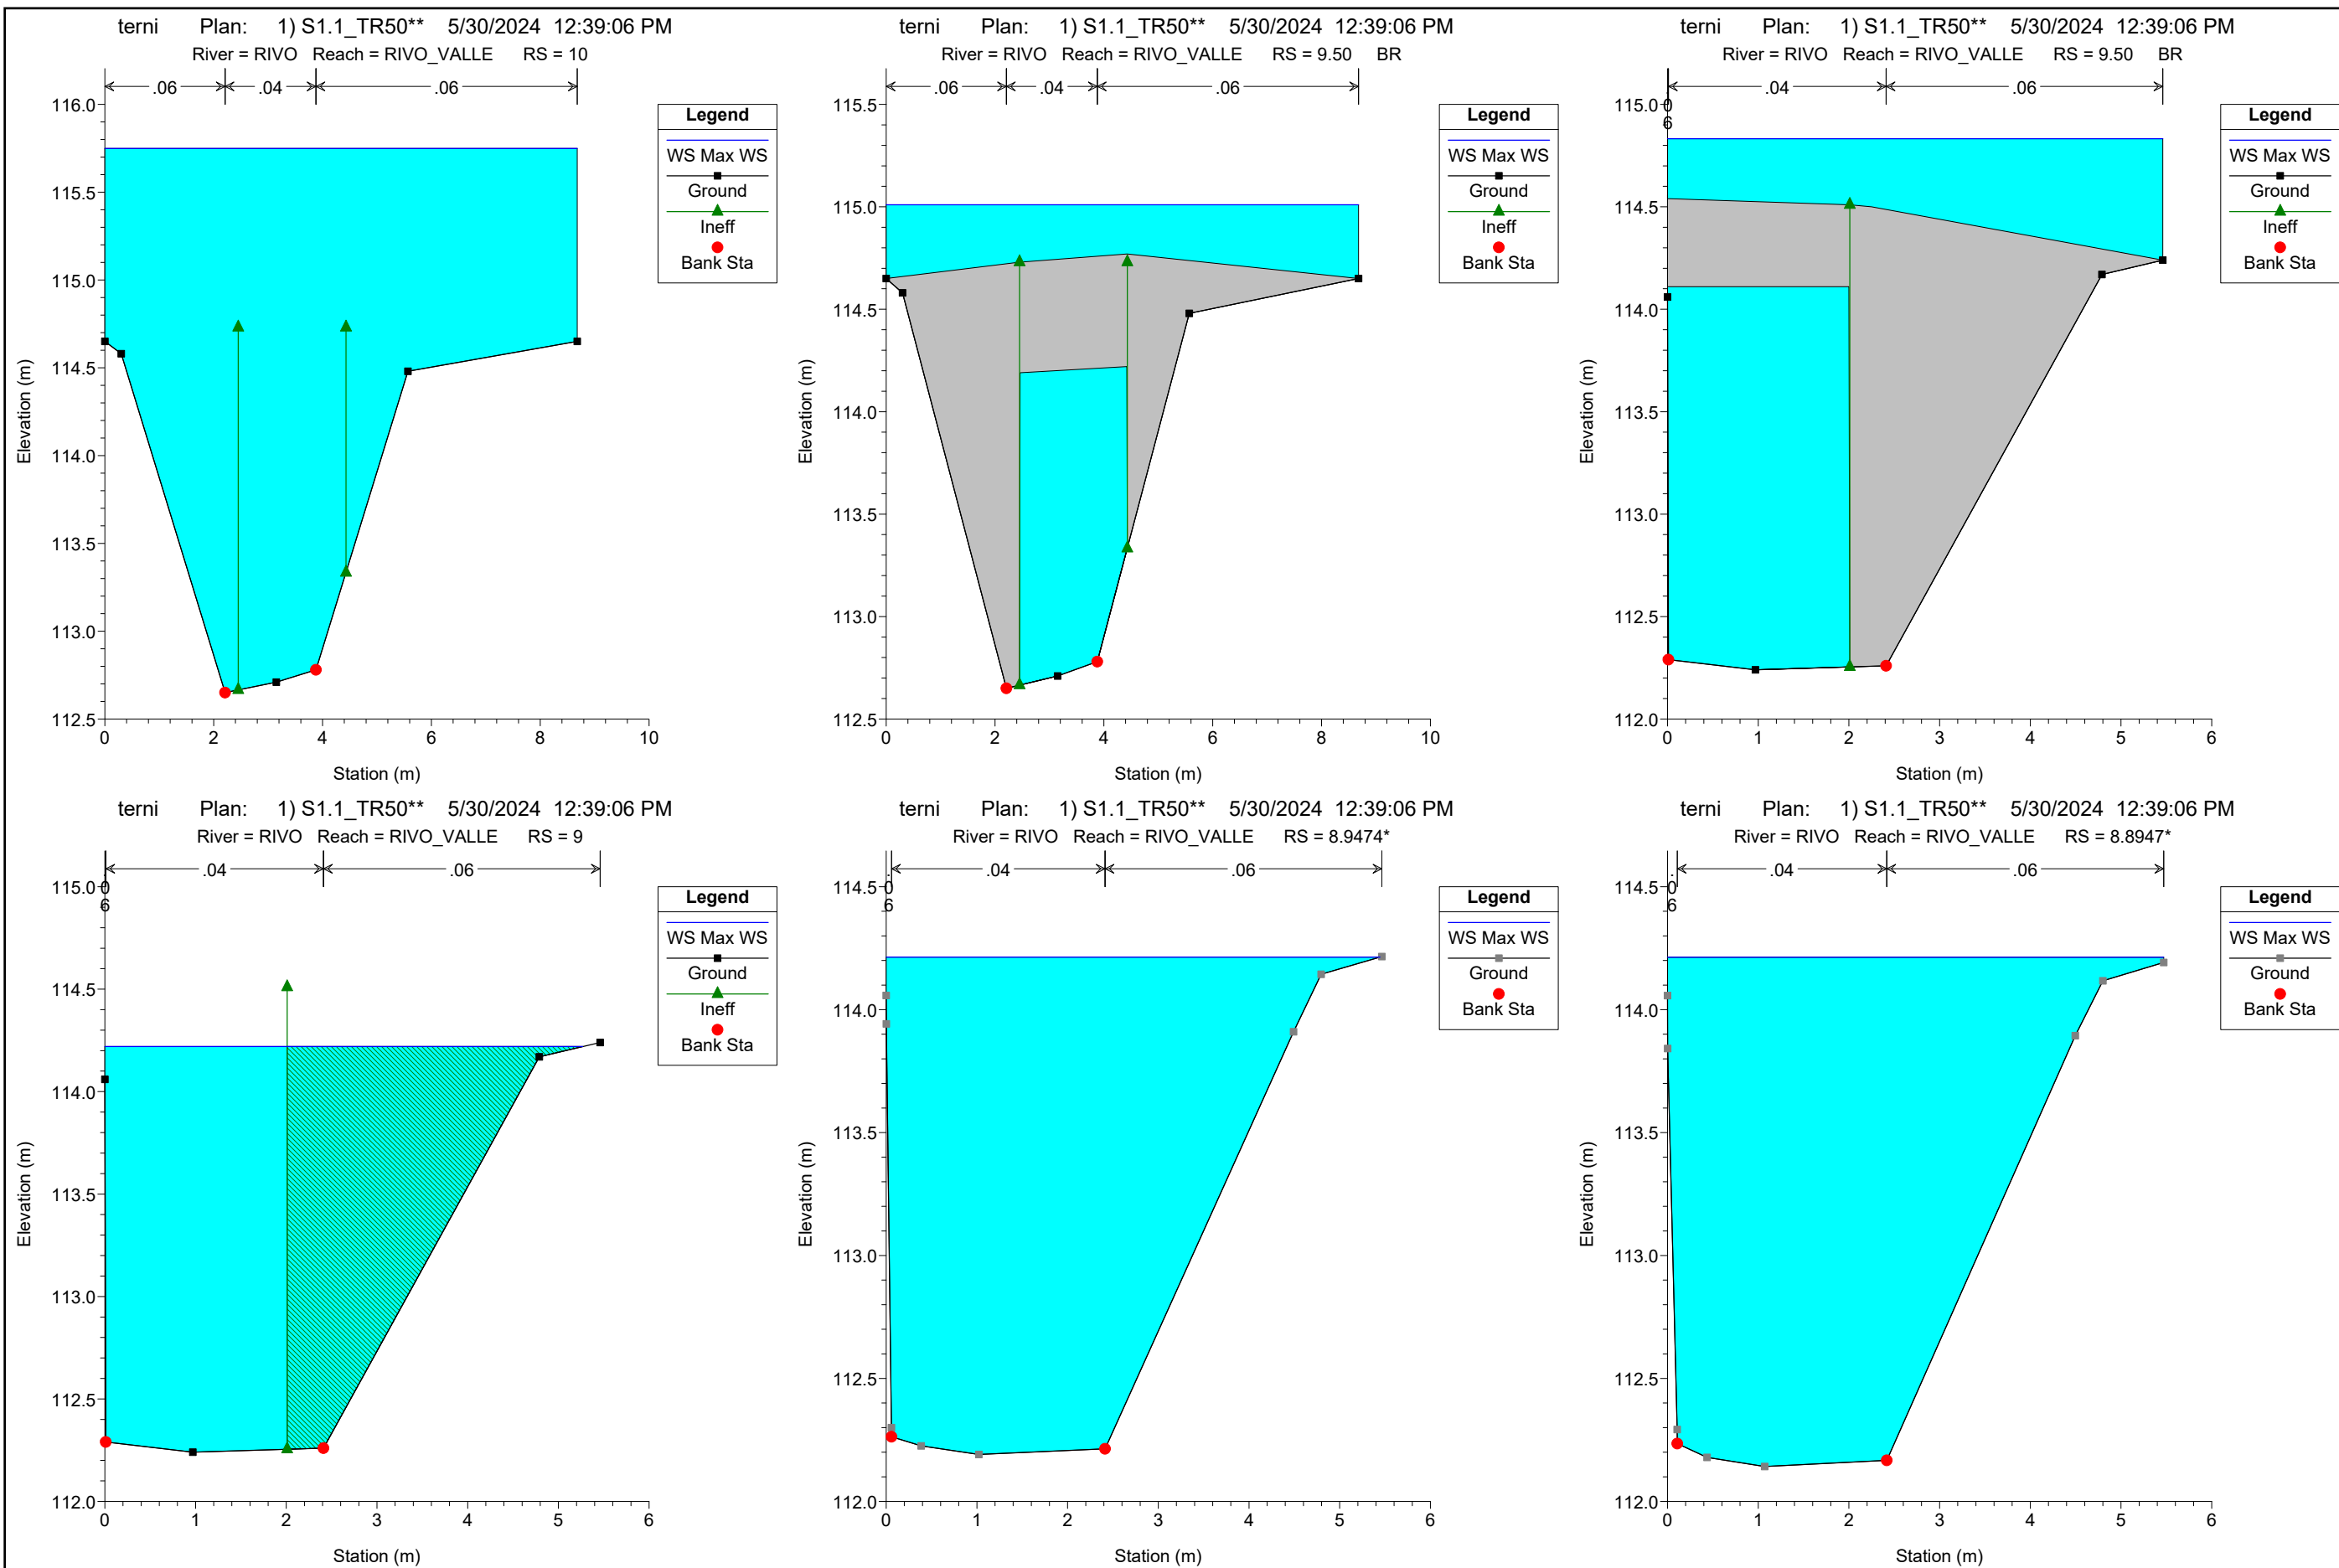 terni Plan: 1) S1.1_TR50** 5/30/2024 12:39:06 PM
River = RIVO Reach = RIVO_VALLE RS = 10
.06 .04 .06
116.0
115.5
115.0
114.5
114.0
113.5
113.0
112.5
0 2 4 6 8 10
Elevation (m)
Station (m)
Legend
WS Max WS
Ground
Ineff
Bank Sta
terni Plan: 1) S1.1_TR50** 5/30/2024 12:39:06 PM
River = RIVO Reach = RIVO_VALLE RS = 9.50 BR
.06 .04 .06
115.5
115.0
114.5
114.0
113.5
113.0
112.5
0 2 4 6 8 10
Elevation (m)
Station (m)
Legend
WS Max WS
Ground
Ineff
Bank Sta
terni Plan: 1) S1.1_TR50** 5/30/2024 12:39:06 PM
River = RIVO Reach = RIVO_VALLE RS = 9.50 BR
.04 .06
0
6
115.0
114.5
114.0
113.5
113.0
112.5
112.0
0 1 2 3 4 5 6
Elevation (m)
Station (m)
Legend
WS Max WS
Ground
Ineff
Bank Sta
terni Plan: 1) S1.1_TR50** 5/30/2024 12:39:06 PM
River = RIVO Reach = RIVO_VALLE RS = 9
.04 .06
.
0
6
115.0
114.5
114.0
113.5
113.0
112.5
112.0
0 1 2 3 4 5 6
Elevation (m)
Station (m)
Legend
WS Max WS
Ground
Ineff
Bank Sta
terni Plan: 1) S1.1_TR50** 5/30/2024 12:39:06 PM
River = RIVO Reach = RIVO_VALLE RS = 8.9474*
.04 .06
.
0
6
114.5
114.0
113.5
113.0
112.5
112.0
0 1 2 3 4 5 6
Elevation (m)
Station (m)
Legend
WS Max WS
Ground
Bank Sta
terni Plan: 1) S1.1_TR50** 5/30/2024 12:39:06 PM
River = RIVO Reach = RIVO_VALLE RS = 8.8947*
.04 .06
.
0
6
114.5
114.0
113.5
113.0
112.5
112.0
0 1 2 3 4 5 6
Elevation (m)
Station (m)
Legend
WS Max WS
Ground
Bank Sta